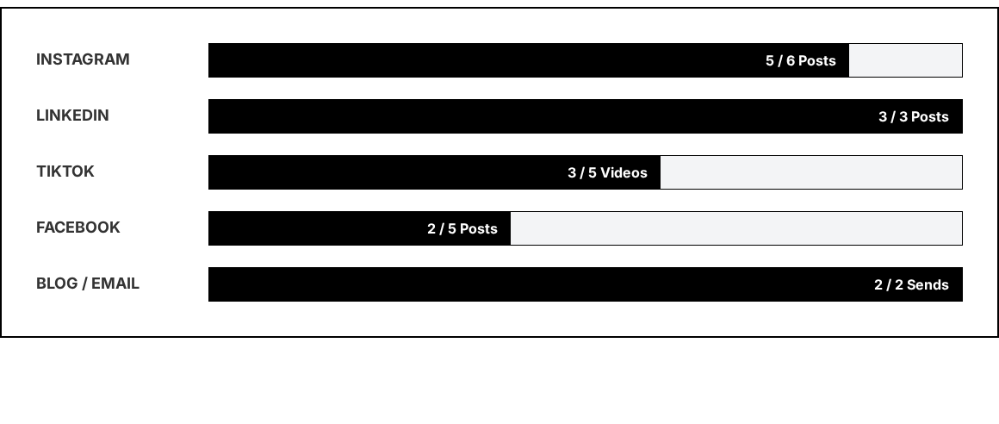 INSTAGRAM 5 / 6 Posts
LINKEDIN 3 / 3 Posts
TIKTOK 3 / 5 Videos
FACEBOOK 2 / 5 Posts
BLOG / EMAIL 2 / 2 Sends